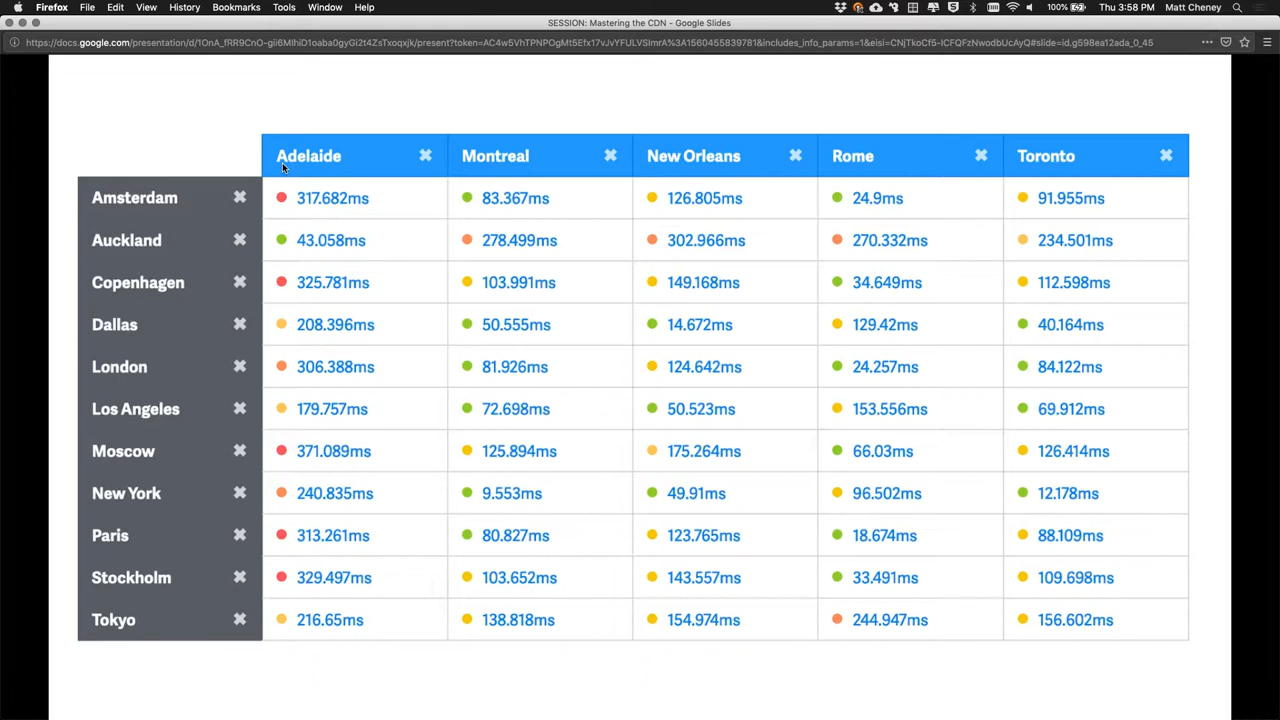 Firefox File Edit View History Bookmarks Tools Window Help 100% Thu 3:58 PM Matt Cheney
SESSION: Mastering the CDN - Google Slides
Adelaide Montreal New Orleans Rome Toronto
Amsterdam 317.682ms 83.367ms 126.805ms 24.9ms 91.955ms
Auckland 43.058ms 278.499ms 302.966ms 270.332ms 234.501ms
Copenhagen 325.781ms 103.991ms 149.168ms 34.649ms 112.598ms
Dallas 208.396ms 50.555ms 14.672ms 129.42ms 40.164ms
London 306.388ms 81.926ms 124.642ms 24.257ms 84.122ms
Los Angeles 179.757ms 72.698ms 50.523ms 153.556ms 69.912ms
Moscow 371.089ms 125.894ms 175.264ms 66.03ms 126.414ms
New York 240.835ms 9.553ms 49.91ms 96.502ms 12.178ms
Paris 313.261ms 80.827ms 123.765ms 18.674ms 88.109ms
Stockholm 329.497ms 103.652ms 143.557ms 33.491ms 109.698ms
Tokyo 216.65ms 138.818ms 154.974ms 244.947ms 156.602ms